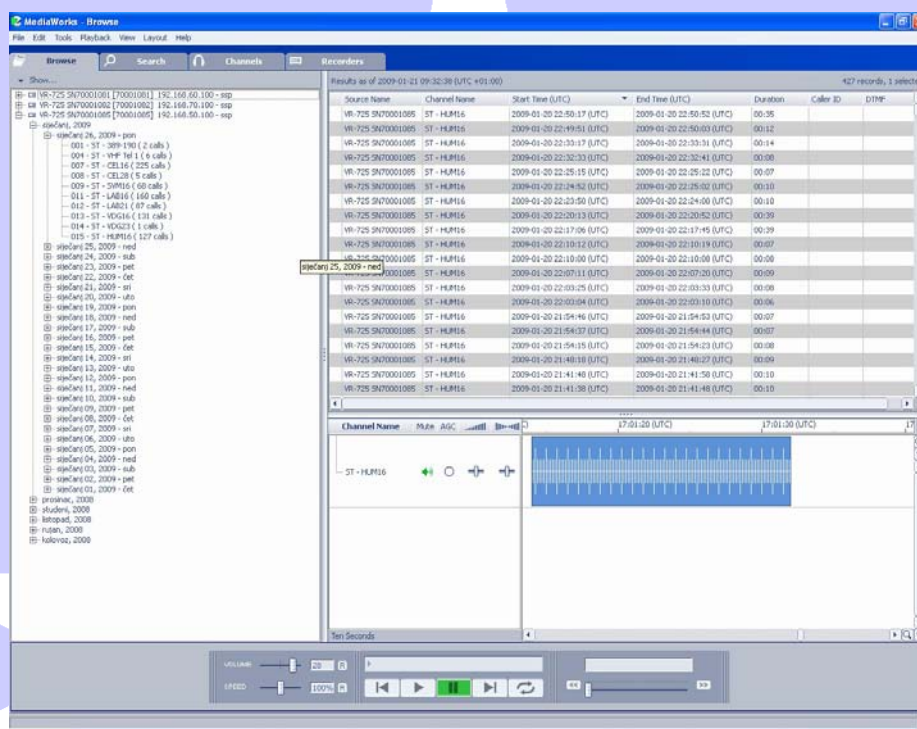 MediaWorks - Browse
File Edit Tools Playback View Layout Help
Browse Search Channels Recorders
Show...
VR-725 SN70001081 [70001081] 192.168.60.100 - ssp
VR-725 SN70001082 [70001082] 192.168.70.100 - ssp
VR-725 SN70001085 [70001085] 192.168.50.100 - ssp
siječanj, 2009
siječanj 26, 2009 - pon
001 - ST - 389-190 ( 2 calls )
004 - ST - VHF Tel 1 ( 6 calls )
007 - ST - CEL16 ( 225 calls )
008 - ST - CEL28 ( 5 calls )
009 - ST - SVM16 ( 68 calls )
011 - ST - LAB16 ( 160 calls )
012 - ST - LAB21 ( 87 calls )
013 - ST - VDG16 ( 131 calls )
014 - ST - VDG23 ( 1 calls )
015 - ST - HUM16 ( 127 calls )
siječanj 25, 2009 - ned
siječanj 24, 2009 - sub
siječanj 23, 2009 - pet
siječanj 22, 2009 - čet
siječanj 21, 2009 - sri
siječanj 20, 2009 - uto
siječanj 19, 2009 - pon
siječanj 18, 2009 - ned
siječanj 17, 2009 - sub
siječanj 16, 2009 - pet
siječanj 15, 2009 - čet
siječanj 14, 2009 - sri
siječanj 13, 2009 - uto
siječanj 12, 2009 - pon
siječanj 11, 2009 - ned
siječanj 10, 2009 - sub
siječanj 09, 2009 - pet
siječanj 08, 2009 - čet
siječanj 07, 2009 - sri
siječanj 06, 2009 - uto
siječanj 05, 2009 - pon
siječanj 04, 2009 - ned
siječanj 03, 2009 - sub
siječanj 02, 2009 - pet
siječanj 01, 2009 - čet
prosinac, 2008
studeni, 2008
listopad, 2008
rujan, 2008
kolovoz, 2008
siječanj 25, 2009 - ned
Results as of 2009-01-21 09:32:38 (UTC +01:00) 427 records, 1 selecte
Source Name Channel Name Start Time (UTC) End Time (UTC) Duration Caller ID DTMF
VR-725 SN70001085 ST - HUM16 2009-01-20 22:50:17 (UTC) 2009-01-20 22:50:52 (UTC) 00:35
VR-725 SN70001085 ST - HUM16 2009-01-20 22:49:51 (UTC) 2009-01-20 22:50:03 (UTC) 00:12
VR-725 SN70001085 ST - HUM16 2009-01-20 22:33:17 (UTC) 2009-01-20 22:33:31 (UTC) 00:14
VR-725 SN70001085 ST - HUM16 2009-01-20 22:32:33 (UTC) 2009-01-20 22:32:41 (UTC) 00:08
VR-725 SN70001085 ST - HUM16 2009-01-20 22:25:15 (UTC) 2009-01-20 22:25:22 (UTC) 00:07
VR-725 SN70001085 ST - HUM16 2009-01-20 22:24:52 (UTC) 2009-01-20 22:25:02 (UTC) 00:10
VR-725 SN70001085 ST - HUM16 2009-01-20 22:23:50 (UTC) 2009-01-20 22:24:00 (UTC) 00:10
VR-725 SN70001085 ST - HUM16 2009-01-20 22:20:13 (UTC) 2009-01-20 22:20:52 (UTC) 00:39
VR-725 SN70001085 ST - HUM16 2009-01-20 22:17:06 (UTC) 2009-01-20 22:17:45 (UTC) 00:39
VR-725 SN70001085 ST - HUM16 2009-01-20 22:10:12 (UTC) 2009-01-20 22:10:19 (UTC) 00:07
VR-725 SN70001085 ST - HUM16 2009-01-20 22:10:00 (UTC) 2009-01-20 22:10:08 (UTC) 00:08
ST - HUM16 2009-01-20 22:07:11 (UTC) 2009-01-20 22:07:20 (UTC) 00:09
VR-725 SN70001085 ST - HUM16 2009-01-20 22:03:25 (UTC) 2009-01-20 22:03:33 (UTC) 00:08
VR-725 SN70001085 ST - HUM16 2009-01-20 22:03:04 (UTC) 2009-01-20 22:03:10 (UTC) 00:06
VR-725 SN70001085 ST - HUM16 2009-01-20 21:54:46 (UTC) 2009-01-20 21:54:53 (UTC) 00:07
VR-725 SN70001085 ST - HUM16 2009-01-20 21:54:37 (UTC) 2009-01-20 21:54:44 (UTC) 00:07
VR-725 SN70001085 ST - HUM16 2009-01-20 21:54:15 (UTC) 2009-01-20 21:54:23 (UTC) 00:08
VR-725 SN70001085 ST - HUM16 2009-01-20 21:48:18 (UTC) 2009-01-20 21:48:27 (UTC) 00:09
VR-725 SN70001085 ST - HUM16 2009-01-20 21:41:48 (UTC) 2009-01-20 21:41:58 (UTC) 00:10
VR-725 SN70001085 ST - HUM16 2009-01-20 21:41:38 (UTC) 2009-01-20 21:41:48 (UTC) 00:10
Channel Name Mute AGC 17:01:20 (UTC) 17:01:30 (UTC) 17
ST - HUM16
Ten Seconds
VOLUME 28 R
SPEED 100% R